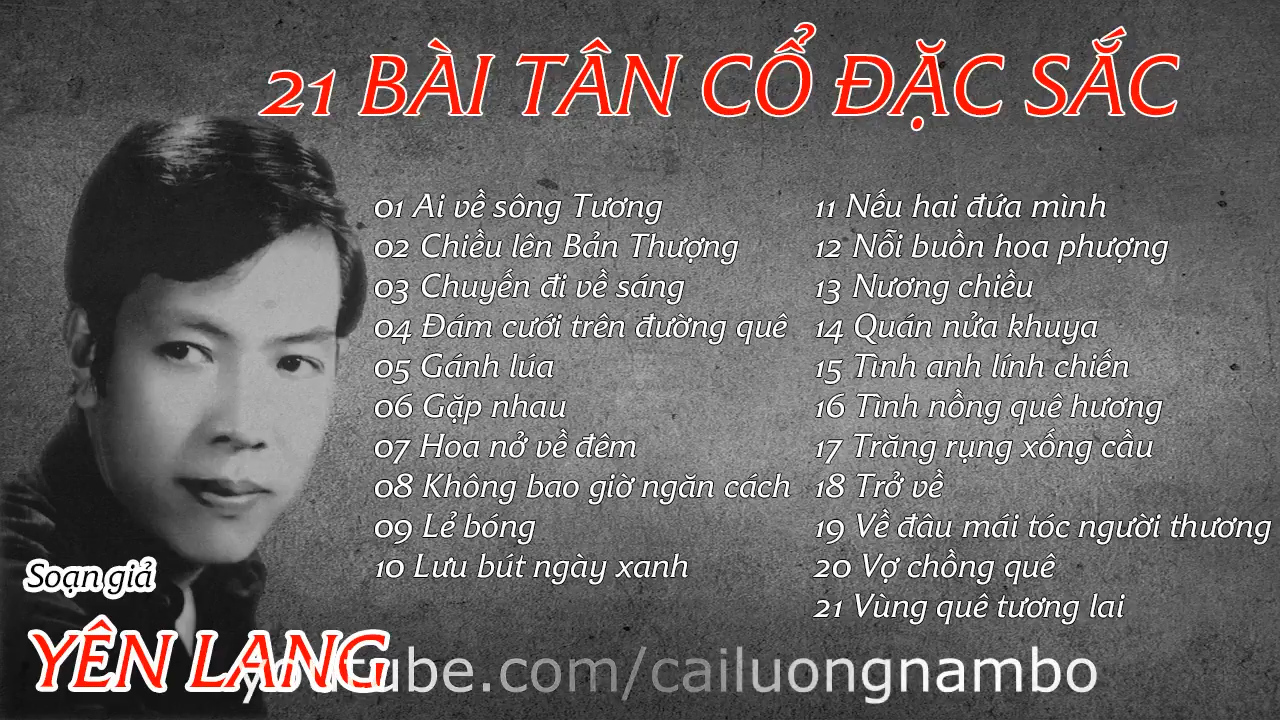 21 BÀI TÂN CỔ ĐẶC SẮC
01 Ai về sông Tương
02 Chiều lên Bản Thượng
03 Chuyến đi về sáng
04 Đám cưới trên đường quê
05 Gánh lúa
06 Gặp nhau
07 Hoa nở về đêm
08 Không bao giờ ngăn cách
09 Lẻ bóng
10 Lưu bút ngày xanh
11 Nếu hai đứa mình
12 Nỗi buồn hoa phượng
13 Nương chiều
14 Quán nửa khuya
15 Tình anh lính chiến
16 Tình nồng quê hương
17 Trăng rụng xống cầu
18 Trở về
19 Về đâu mái tóc người thương
20 Vợ chồng quê
21 Vùng quê tương lai
Soạn giả
YÊN LANG
youtube.com/cailuongnambo